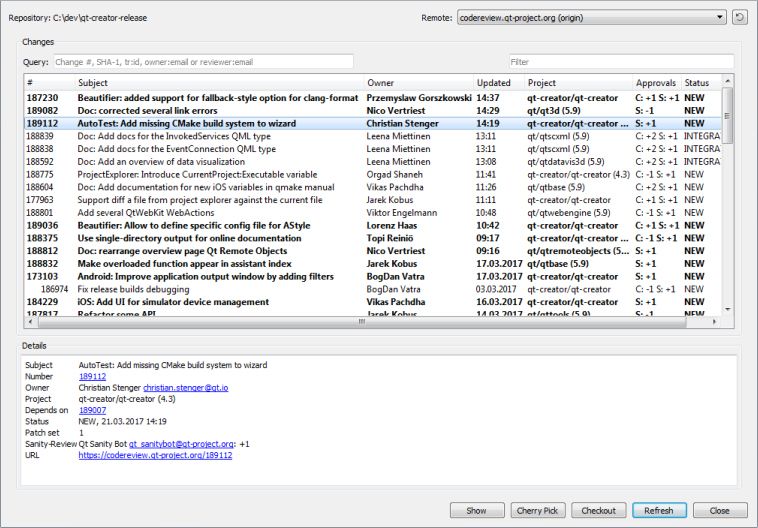 Repository: C:\dev\qt-creator-release Remote: codereview.qt-project.org (origin)
Changes
Query: Change #, SHA-1, tr:id, owner:email or reviewer:email Filter
# Subject Owner Updated Project Approvals Status
187230 Beautifier: added support for fallback-style option for clang-format Przemyslaw Gorszkowski 14:37 qt-creator/qt-creator C: +1 S: +1 NEW
189082 Doc: corrected several link errors Nico Vertriest 14:29 qt/qt3d (5.9) S: -1 NEW
189112 AutoTest: Add missing CMake build system to wizard Christian Stenger 14:19 qt-creator/qt-creator ... S: +1 NEW
188839 Doc: Add docs for the InvokedServices QML type Leena Miettinen 13:11 qt/qtscxml (5.9) C: +2 S: +1 INTEGRA
188838 Doc: Add docs for the EventConnection QML type Leena Miettinen 13:11 qt/qtscxml (5.9) C: +2 S: +1 INTEGRA
188592 Doc: Add an overview of data visualization Leena Miettinen 13:08 qt/qtdatavis3d (5.9) C: +2 S: +1 INTEGRA
188775 ProjectExplorer: Introduce CurrentProject:Executable variable Orgad Shaneh 11:41 qt-creator/qt-creator (4.3) C: -1 S: +1 NEW
188604 Doc: Add documentation for new iOS variables in qmake manual Vikas Pachdha 11:26 qt/qtbase (5.9) C: +2 S: +1 NEW
177963 Support diff a file from project explorer against the current file Jarek Kobus 11:11 qt-creator/qt-creator C: -1 S: +1 NEW
188801 Add several QtWebKit WebActions Viktor Engelmann 10:48 qt/qtwebengine (5.9) C: -1 S: +1 NEW
189036 Beautifier: Allow to define specific config file for AStyle Lorenz Haas 10:42 qt-creator/qt-creator C: +1 S: +1 NEW
188375 Use single-directory output for online documentation Topi Reiniö 09:17 qt-creator/qt-creator ... C: -1 S: +1 NEW
188812 Doc: rearrange overview page Qt Remote Objects Nico Vertriest 09:16 qt/qtremoteobjects (5... S: +1 NEW
188832 Make overloaded function appear in assistant index Jarek Kobus 17.03.2017 qt/qtbase (5.9) S: +1 NEW
173103 Android: Improve application output window by adding filters BogDan Vatra 03.03.2017 qt-creator/qt-creator C: -1 S: +1 NEW
186974 Fix release builds debugging BogDan Vatra 03.03.2017 qt-creator/qt-creator C: -1 S: +1 NEW
184229 iOS: Add UI for simulator device management Vikas Pachdha 16.03.2017 qt-creator/qt-creator S: +1 NEW
187817 Refactor some API Jarek Kobus 14.03.2017 qt/qttools (5.9) S: -1 NEW
Details
Subject AutoTest: Add missing CMake build system to wizard
Number 189112
Owner Christian Stenger christian.stenger@qt.io
Project qt-creator/qt-creator (4.3)
Depends on 189007
Status NEW, 21.03.2017 14:19
Patch set 1
Sanity-Review Qt Sanity Bot qt_sanitybot@qt-project.org: +1
URL https://codereview.qt-project.org/189112
Show Cherry Pick Checkout Refresh Close